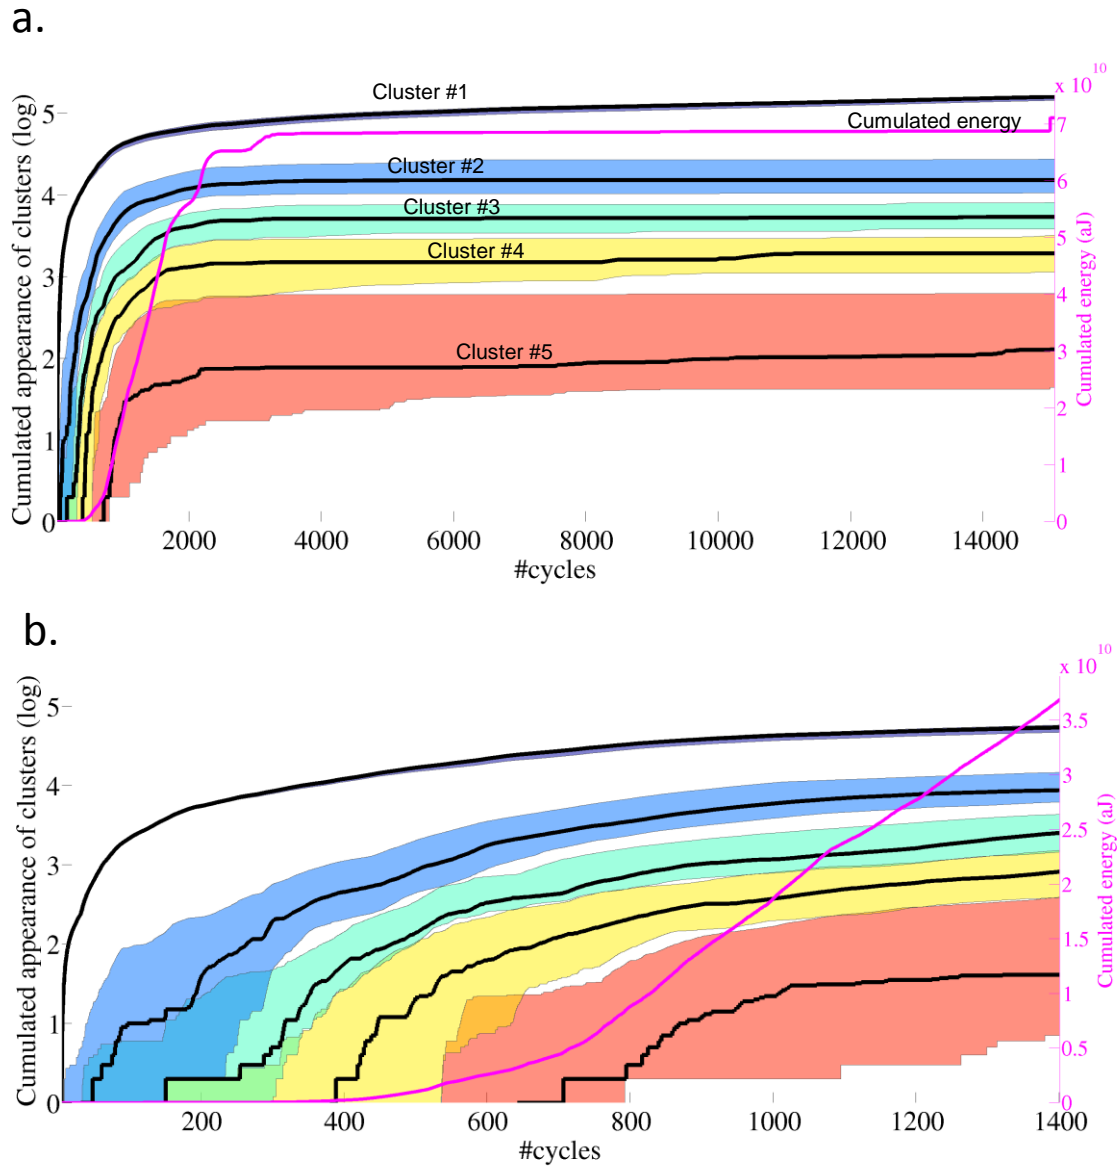 a.
x 10
10
Cumulated appearance of clusters (log)
5
4
3
2
1
0
Cluster #1
Cumulated energy
Cluster #2
Cluster #3
Cluster #4
Cluster #5
7
6
5
4
3
2
1
0
Cumulated energy (aJ)
2000 4000 6000 8000 10000 12000 14000
#cycles
b.
x 10
10
Cumulated appearance of clusters (log)
5
4
3
2
1
0
3.5
3
2.5
2
1.5
1
0.5
0
Cumulated energy (aJ)
200 400 600 800 1000 1200 1400
#cycles